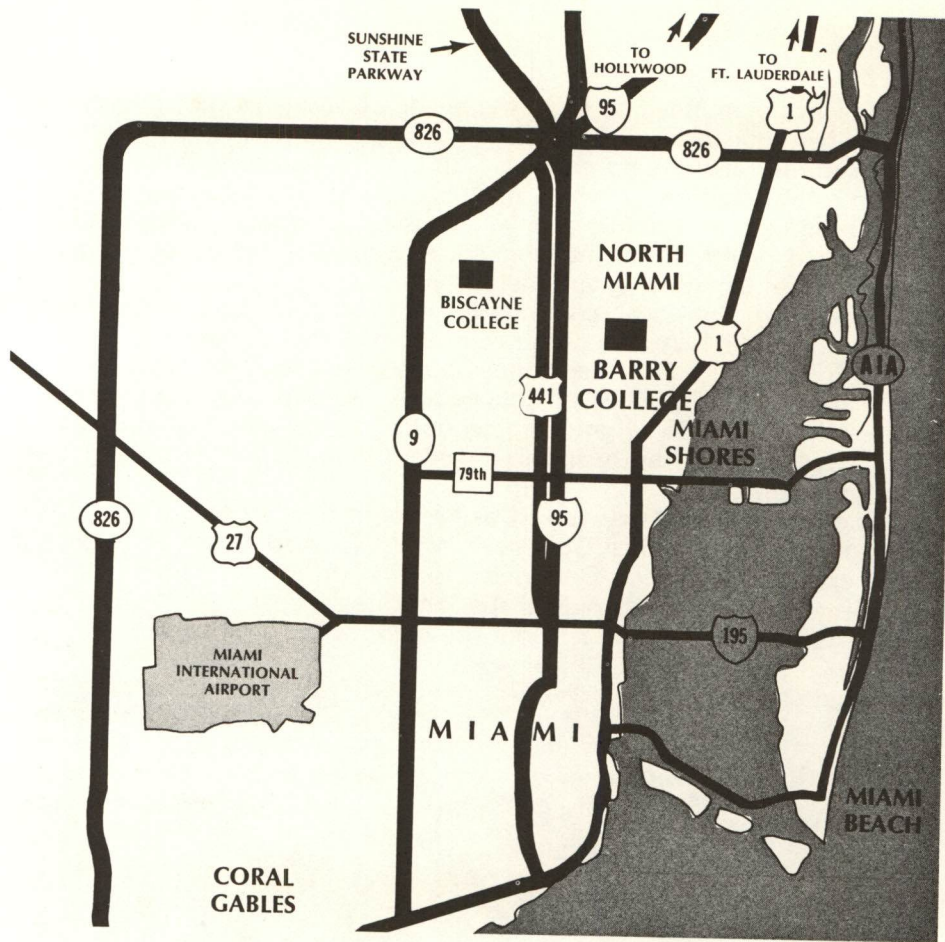 SUNSHINE
STATE
PARKWAY
TO
HOLLYWOOD
TO
FT. LAUDERDALE
95
1
826
826
NORTH
MIAMI
BISCAYNE
COLLEGE
1
BARRY
COLLEGE
A1A
441
9
MIAMI
SHORES
79th
826
95
27
195
MIAMI
INTERNATIONAL
AIRPORT
MIAMI
MIAMI
BEACH
CORAL
GABLES